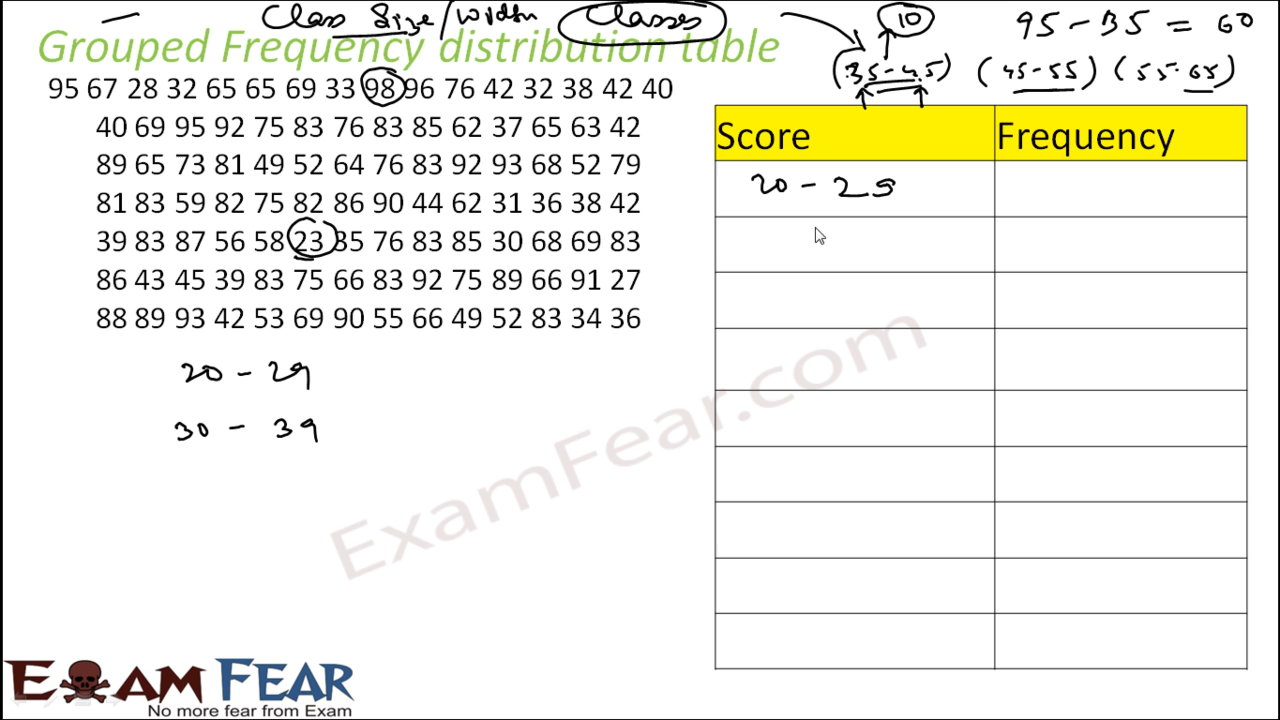 Class Size/Width Classes
Grouped Frequency distribution table
95 67 28 32 65 65 69 33 98 96 76 42 32 38 42 40
40 69 95 92 75 83 76 83 85 62 37 65 63 42
89 65 73 81 49 52 64 76 83 92 93 68 52 79
81 83 59 82 75 82 86 90 44 62 31 36 38 42
39 83 87 56 58 23 35 76 83 85 30 68 69 83
86 43 45 39 83 75 66 83 92 75 89 66 91 27
88 89 93 42 53 69 90 55 66 49 52 83 34 36
20 - 29
30 - 39
10
95 - 35 = 60
(35-45) (45-55) (55-65)
Score Frequency
20 - 29
ExamFear.com
EXAM FEAR
No more fear from Exam